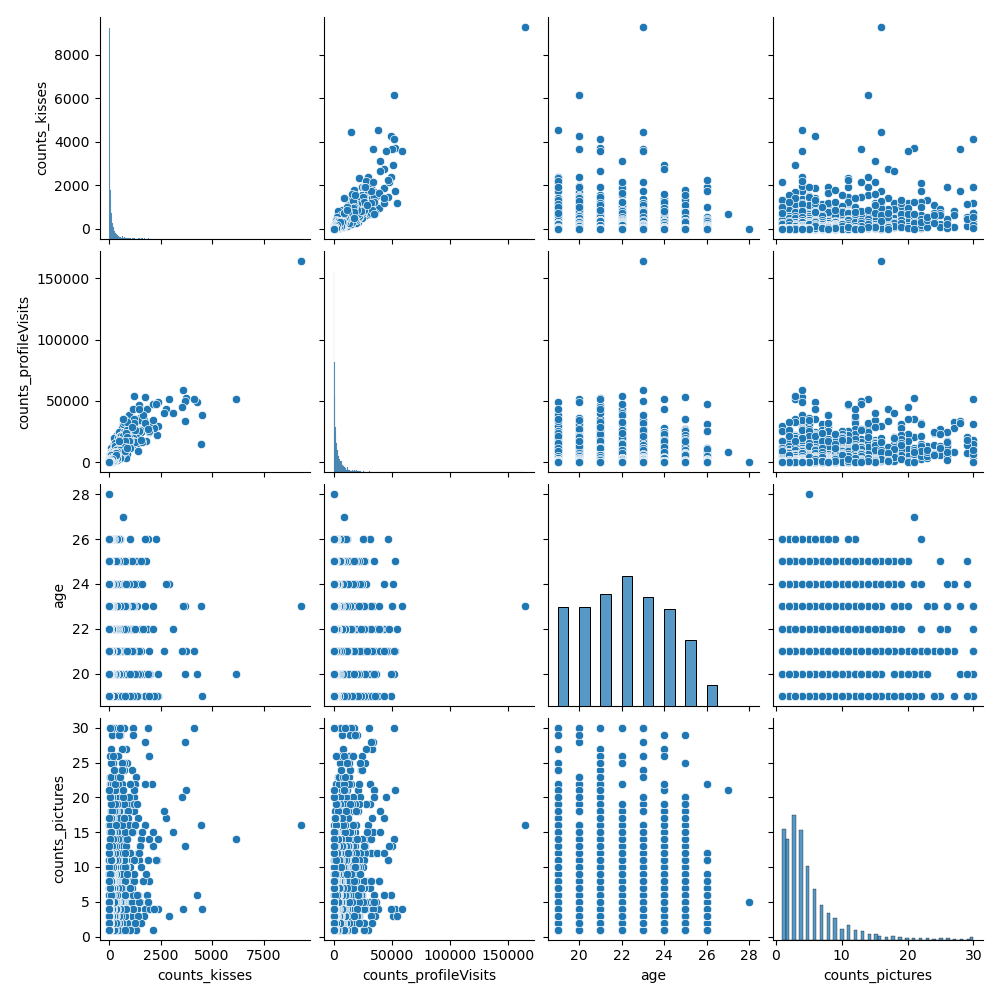 counts_kisses
8000
6000
4000
2000
0
counts_profileVisits
150000
100000
50000
0
age
28
26
24
22
20
counts_pictures
30
25
20
15
10
5
0
0 2500 5000 7500
0 50000 100000 150000
20 22 24 26 28
0 10 20 30
counts_kisses counts_profileVisits age counts_pictures